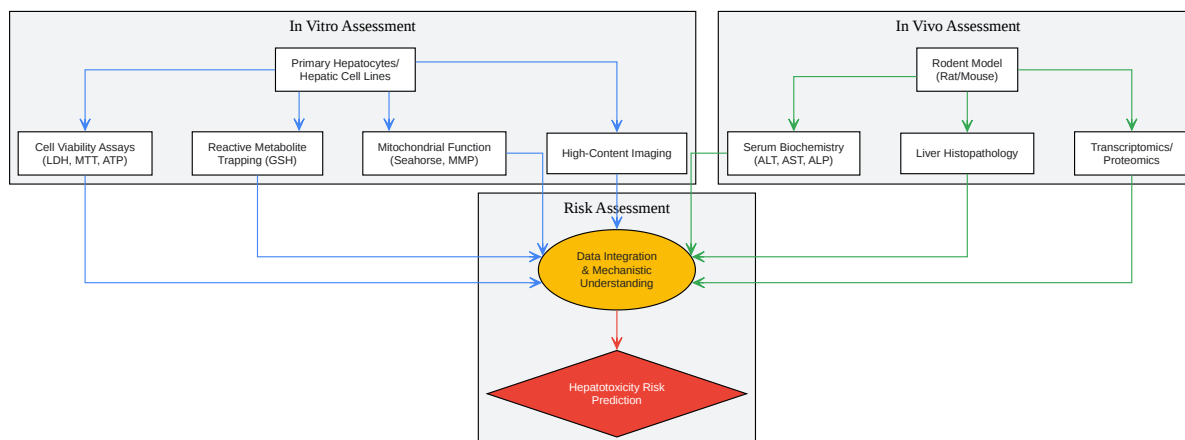 In Vitro Assessment
Primary Hepatocytes/
Hepatic Cell Lines
Cell Viability Assays
(LDH, MTT, ATP)
Reactive Metabolite
Trapping (GSH)
Mitochondrial Function
(Seahorse, MMP)
High-Content Imaging
In Vivo Assessment
Rodent Model
(Rat/Mouse)
Serum Biochemistry
(ALT, AST, ALP)
Liver Histopathology
Transcriptomics/
Proteomics
Risk Assessment
Data Integration
& Mechanistic
Understanding
Hepatotoxicity Risk
Prediction